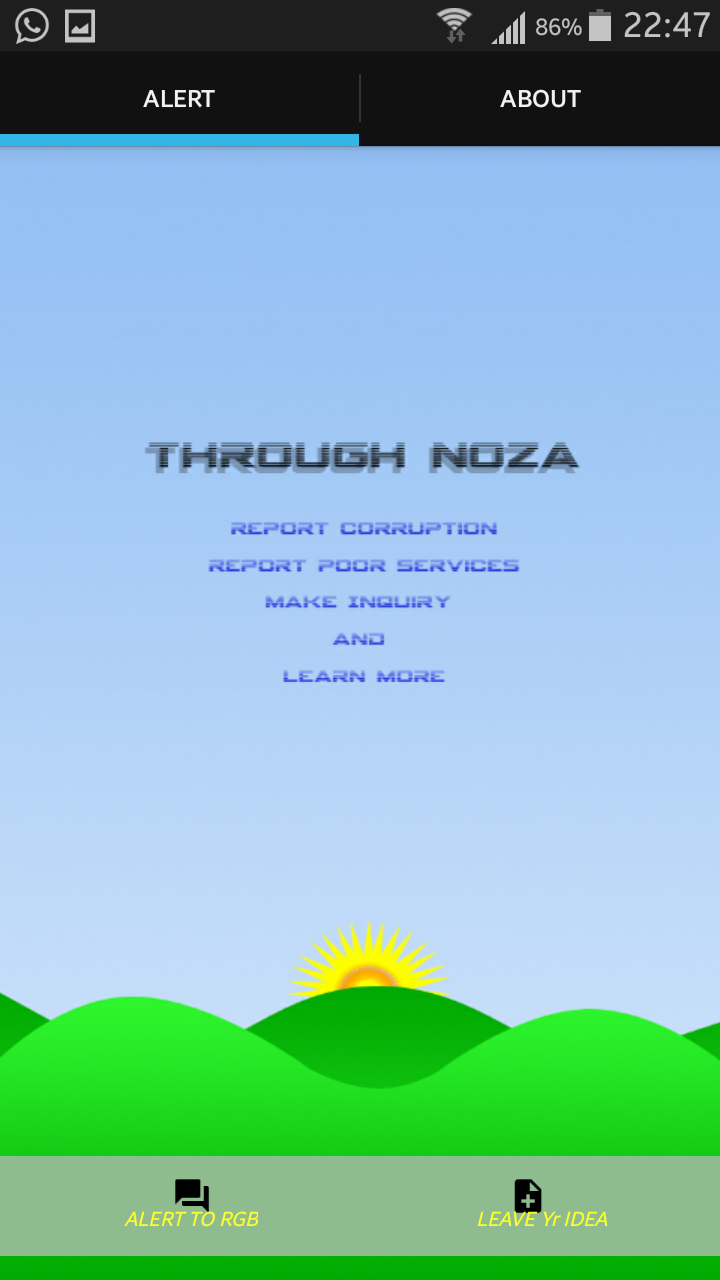 86% 22:47
ALERT ABOUT
THROUGH NOZA
REPORT CORRUPTION
REPORT POOR SERVICES
MAKE INQUIRY
AND
LEARN MORE
ALERT TO RGB LEAVE Yr IDEA